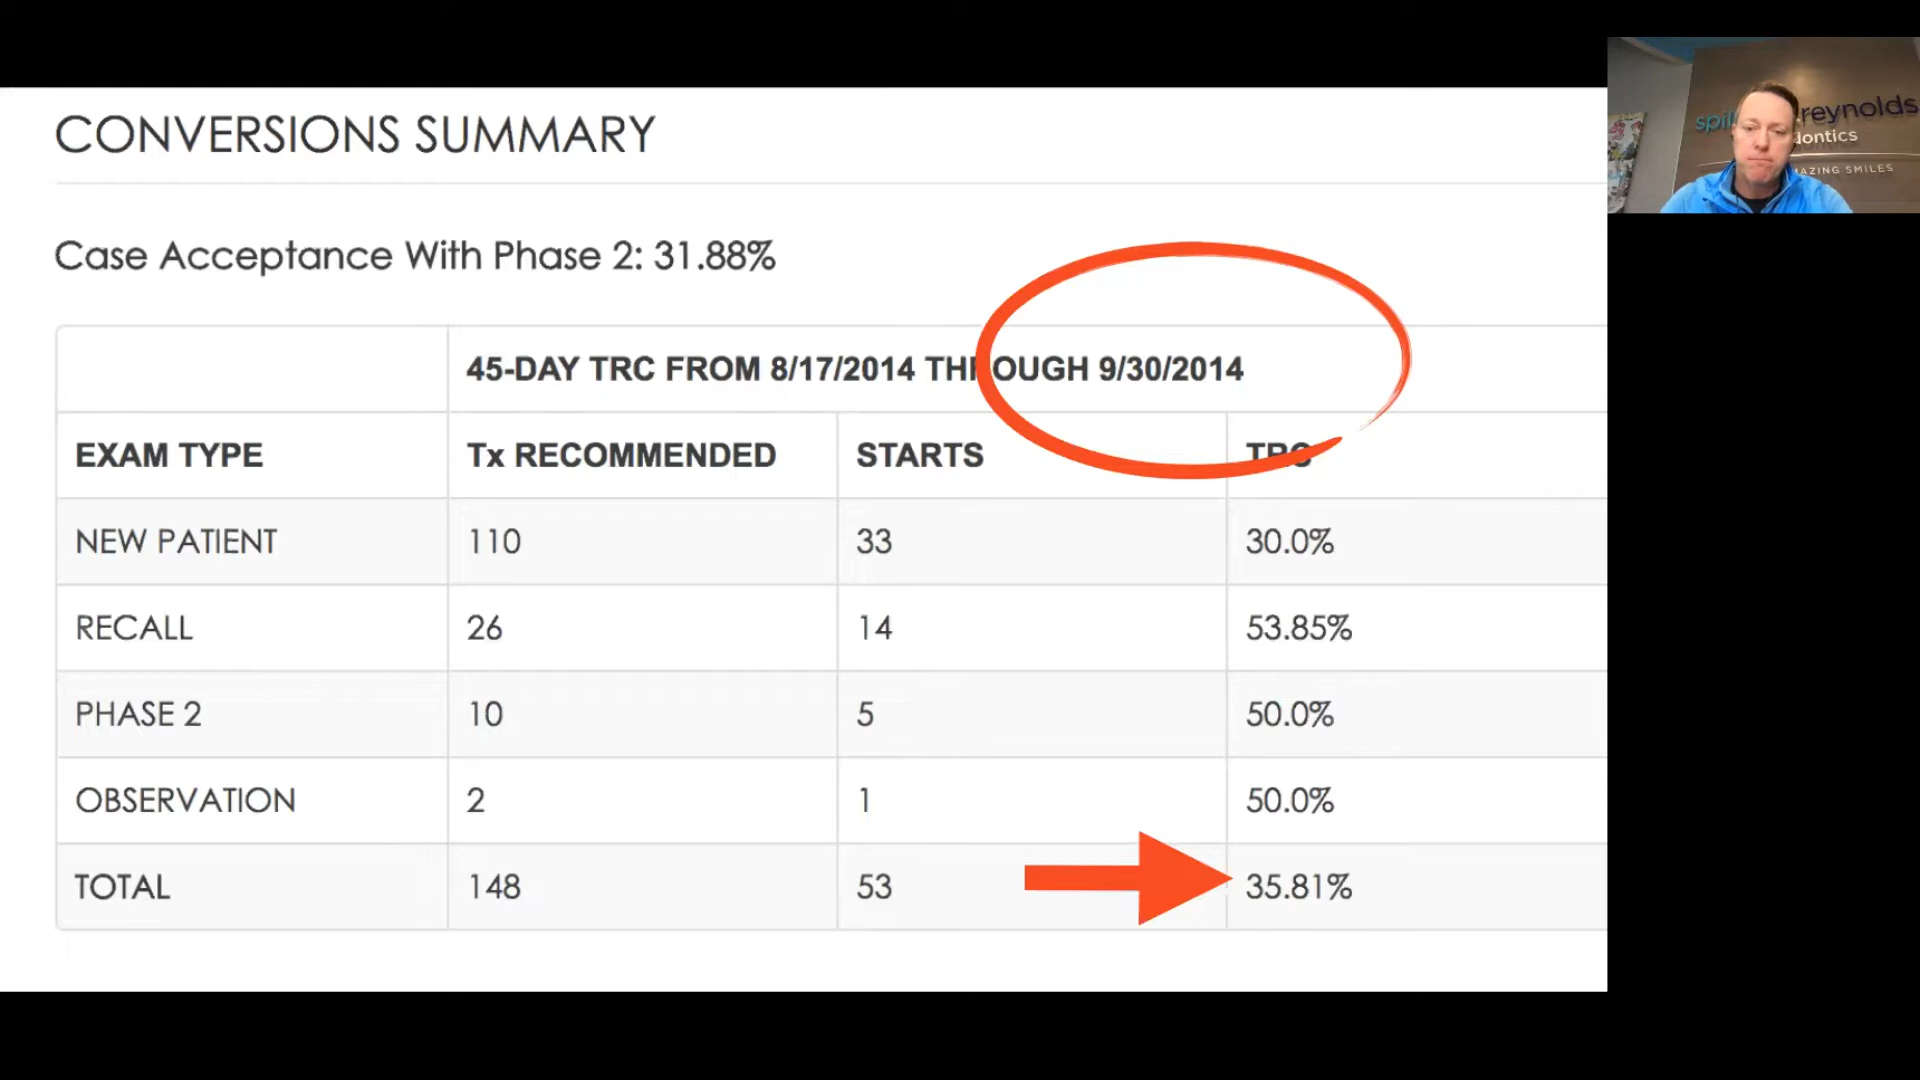 CONVERSIONS SUMMARY
Case Acceptance With Phase 2: 31.88%
45-DAY TRC FROM 8/17/2014 THROUGH 9/30/2014
EXAM TYPE Tx RECOMMENDED STARTS TRC
NEW PATIENT 110 33 30.0%
RECALL 26 14 53.85%
PHASE 2 10 5 50.0%
OBSERVATION 2 1 50.0%
TOTAL 148 53 35.81%
reynolds
SMILES